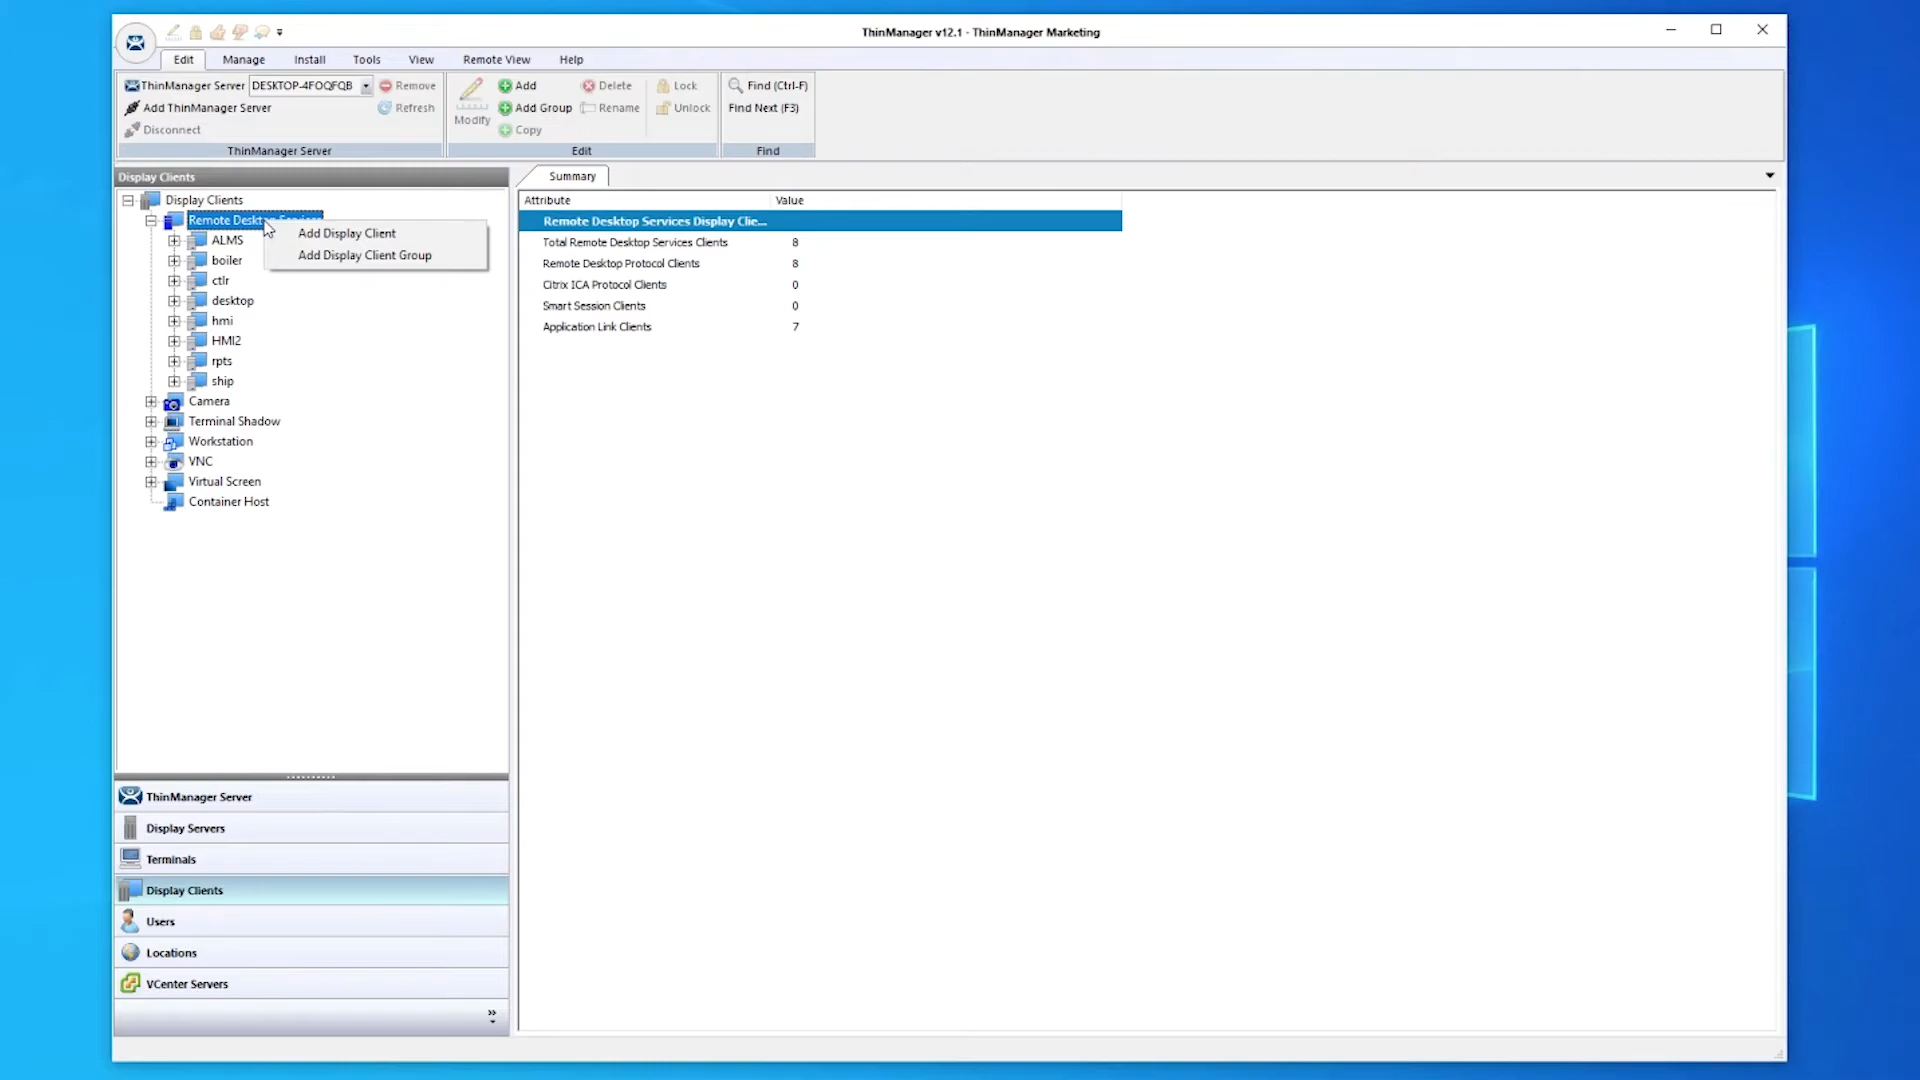 ThinManager v12.1 - ThinManager Marketing
Edit Manage Install Tools View Remote View Help
ThinManager Server DESKTOP-4FOQFQB Remove
Add ThinManager Server Refresh
Disconnect
ThinManager Server
Modify
Add Delete Lock
Add Group Rename Unlock
Copy
Edit
Find (Ctrl-F)
Find Next (F3)
Find
Display Clients
Display Clients
Remote Deskt
ALMS
boiler
ctlr
desktop
hmi
HMI2
rpts
ship
Camera
Terminal Shadow
Workstation
VNC
Virtual Screen
Container Host
Add Display Client
Add Display Client Group
Summary
Attribute Value
Remote Desktop Services Display Clie...
Total Remote Desktop Services Clients 8
Remote Desktop Protocol Clients 8
Citrix ICA Protocol Clients 0
Smart Session Clients 0
Application Link Clients 7
ThinManager Server
Display Servers
Terminals
Display Clients
Users
Locations
VCenter Servers